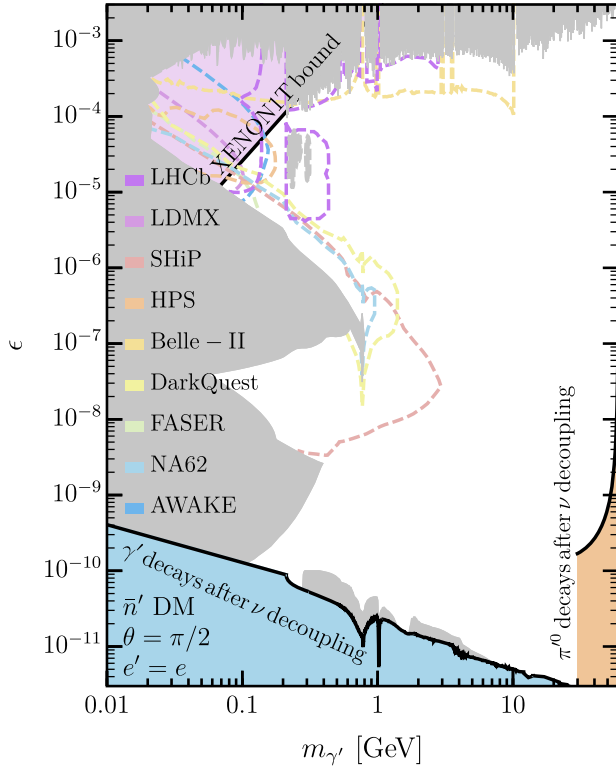 10⁻³
10⁻⁴
10⁻⁵
10⁻⁶
10⁻⁷
10⁻⁸
10⁻⁹
10⁻¹⁰
10⁻¹¹
ϵ
XENON1T bound
LHCb
LDMX
SHiP
HPS
Belle − II
DarkQuest
FASER
NA62
AWAKE
γ′ decays after ν decoupling
n̄′ DM
θ = π/2
e′ = e
π′⁰ decays after ν decoupling
0.01 0.1 1 10
m_γ′ [GeV]